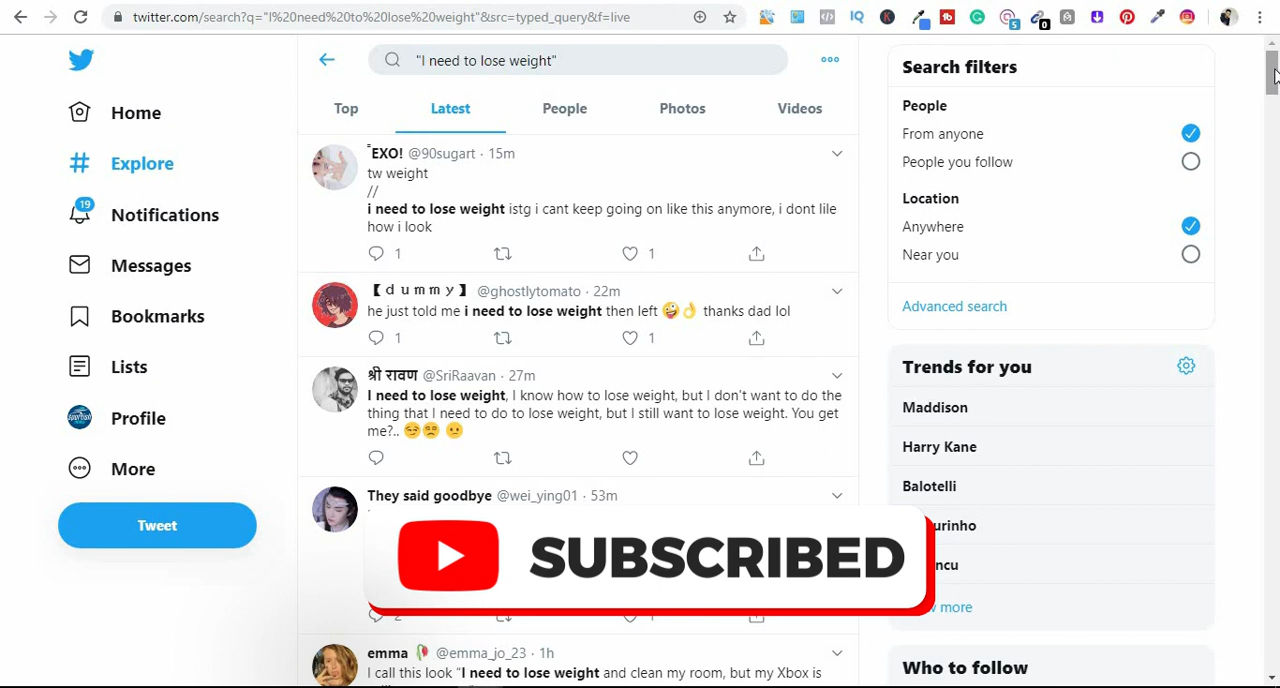 twitter.com/search?q="I%20need%20to%20lose%20weight"&src=typed_query&f=live
"I need to lose weight"
Home
Explore
19
Notifications
Messages
Bookmarks
Lists
Profile
More
Tweet
Top Latest People Photos Videos
EXO! @90sugart · 15m
tw weight
//
i need to lose weight istg i cant keep going on like this anymore, i dont lile
how i look
1 1
【ｄｕｍｍｙ】 @ghostlytomato · 22m
he just told me i need to lose weight then left 🤪👌 thanks dad lol
1 1
श्री रावण @SriRaavan · 27m
I need to lose weight, I know how to lose weight, but I don't want to do the
thing that I need to do to lose weight, but I still want to lose weight. You get
me?.. 😏😔 😕
They said goodbye @wei_ying01 · 53m
SUBSCRIBED
emma 🥀 @emma_jo_23 · 1h
I call this look "I need to lose weight and clean my room, but my Xbox is
Search filters
People
From anyone
People you follow
Location
Anywhere
Near you
Advanced search
Trends for you
Maddison
Harry Kane
Balotelli
more
Who to follow